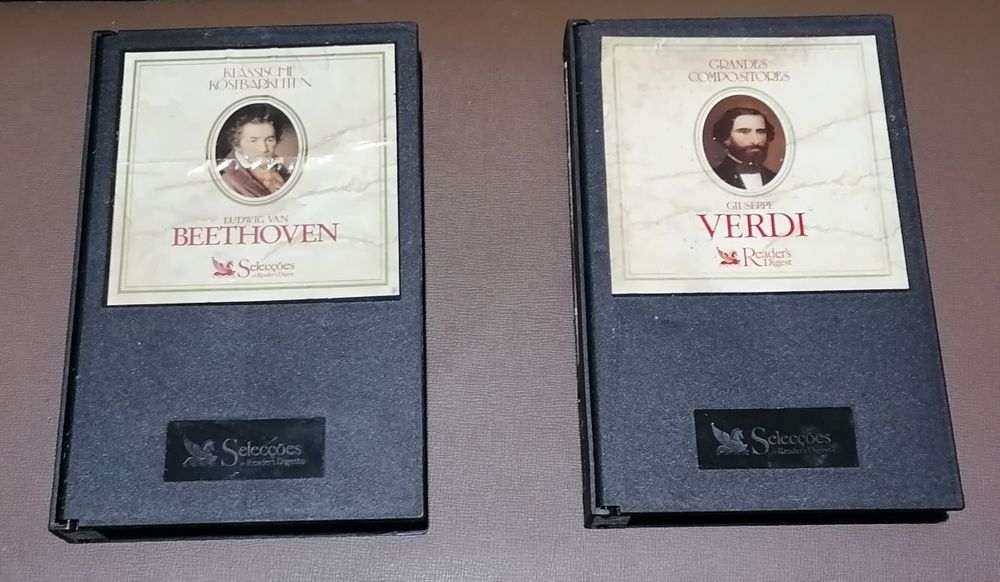 KLASSISCHE
KOSTBARKEITEN
LUDWIG VAN
BEETHOVEN
Selecções
do Reader's Digest
Selecções
do Reader's Digest
GRANDES
COMPOSITORES
GIUSEPPE
VERDI
Reader's
Digest
Selecções
do Reader's Digest